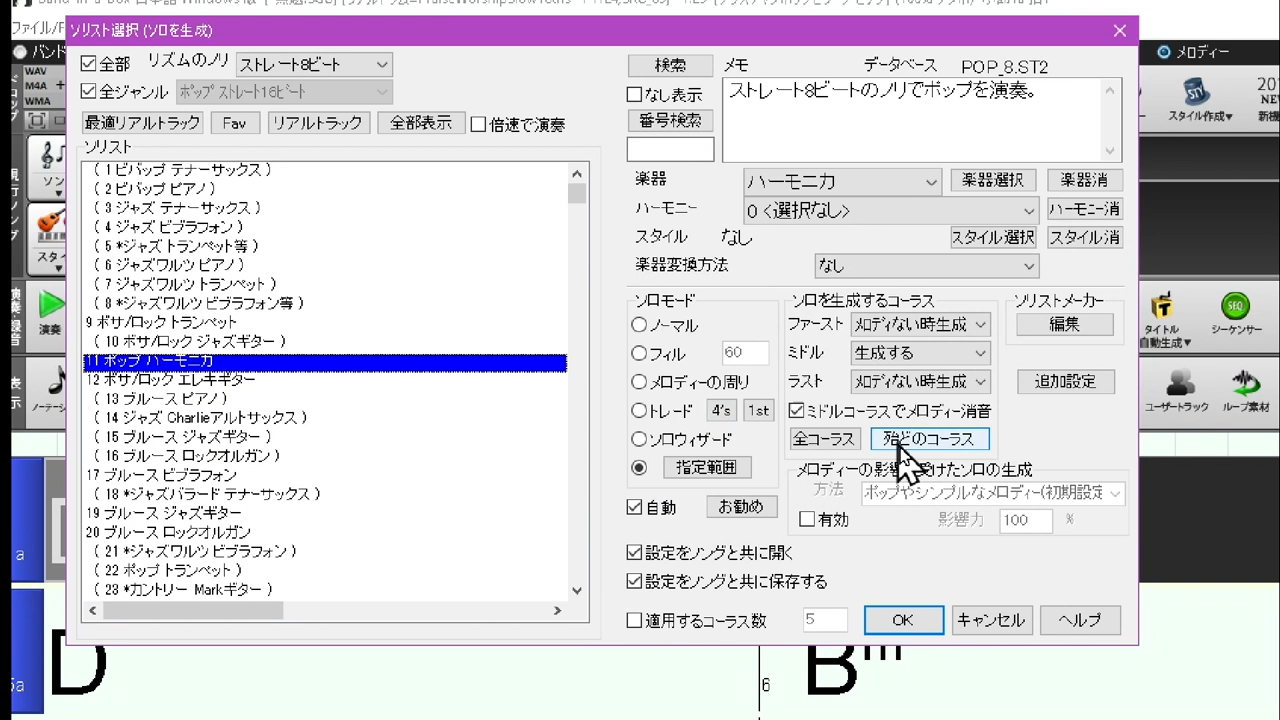 ソリスト選択 (ソロを生成)
ファイル/F
バンド
メロディー
WAV
M4A
WMA
全部 リズムのノリ ストレート8ビート
全ジャンル ポップ ストレート16ビート
最適リアルトラック Fav リアルトラック 全部表示 倍速で演奏
ソリスト
( 1 ビバップ テナーサックス )
( 2 ビバップ ピアノ )
( 3 ジャズ テナーサックス )
( 4 ジャズ ビブラフォン )
( 5 *ジャズ トランペット等 )
( 6 ジャズワルツ ピアノ )
( 7 ジャズワルツ トランペット )
( 8 *ジャズワルツ ビブラフォン等 )
9 ボサ/ロック トランペット
( 10 ボサ/ロック ジャズギター )
11 ポップ ハーモニカ
12 ボサ/ロック エレキギター
( 13 ブルース ピアノ )
( 14 ジャズ Charlieアルトサックス )
( 15 ブルース ジャズギター )
( 16 ブルース ロックオルガン )
17 ブルース ビブラフォン
( 18 *ジャズバラード テナーサックス )
19 ブルース ジャズギター
20 ブルース ロックオルガン
( 21 *ジャズワルツ ビブラフォン )
( 22 ポップ トランペット )
( 23 *カントリー Markギター )
検索 メモ データベース POP_8.ST2
なし表示
番号検索
ストレート8ビートのノリでポップを演奏。
楽器 ハーモニカ 楽器選択 楽器消
ハーモニー 0 <選択なし> ハーモニー消
スタイル なし スタイル選択 スタイル消
楽器変換方法 なし
ソロモード
ノーマル
フィル 60
メロディーの周り
トレード 4's 1st
ソロウィザード
指定範囲
自動 お勧め
ソロを生成するコーラス
ファースト メロディない時生成
ミドル 生成する
ラスト メロディない時生成
ミドルコーラスでメロディー消音
全コーラス 殆どのコーラス
ソリストメーカー
編集
追加設定
メロディーの影響 受けたソロの生成
方法 ポップやシンプルなメロディー(初期設定
有効 影響力 100 %
設定をソングと共に開く
設定をソングと共に保存する
適用するコーラス数 5 OK キャンセル ヘルプ
演奏
スタイル作成▼
タイトル
自動生成▼
シーケンサー
SEQ
STY
ユーザートラック
ループ素材
a
5a
D
6
Bm